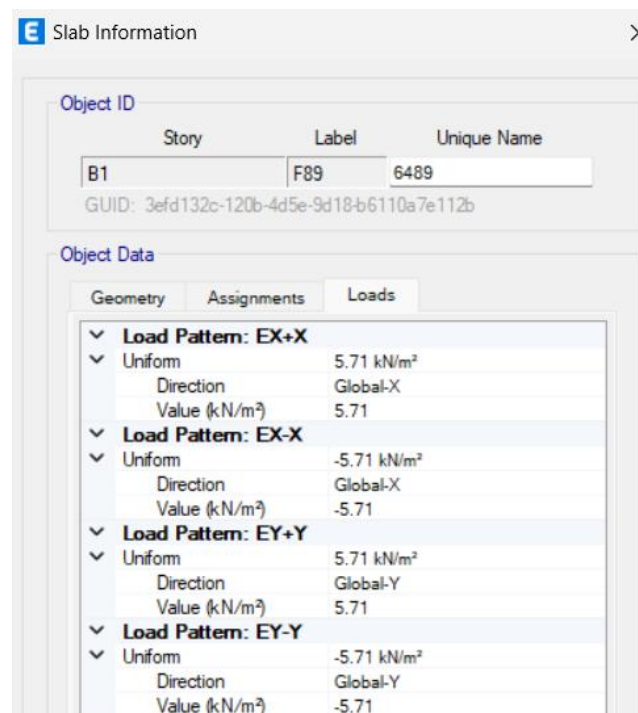 E Slab Information
Object ID
Story Label Unique Name
B1 F89 6489
GUID: 3efd132c-120b-4d5e-9d18-b6110a7e112b
Object Data
Geometry Assignments Loads
Load Pattern: EX+X
Uniform 5.71 kN/m²
Direction Global-X
Value (kN/m²) 5.71
Load Pattern: EX-X
Uniform -5.71 kN/m²
Direction Global-X
Value (kN/m²) -5.71
Load Pattern: EY+Y
Uniform 5.71 kN/m²
Direction Global-Y
Value (kN/m²) 5.71
Load Pattern: EY-Y
Uniform -5.71 kN/m²
Direction Global-Y
Value (kN/m²) -5.71